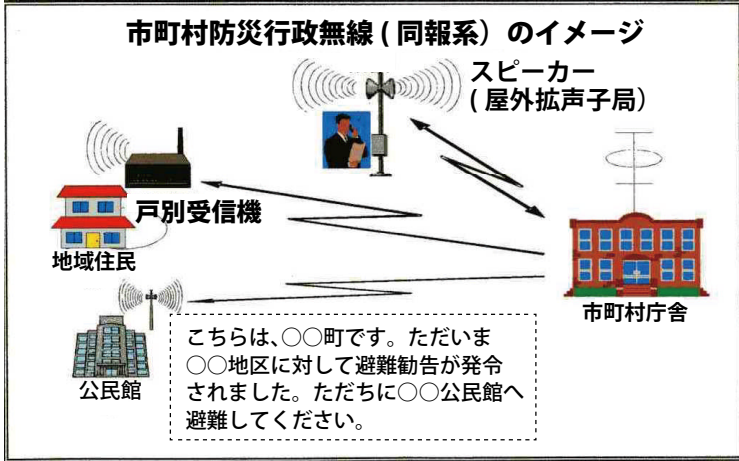 市町村防災行政無線(同報系）のイメージ
スピーカー
(屋外拡声子局）
戸別受信機
地域住民
市町村庁舎
公民館
こちらは、○○町です。ただいま
○○地区に対して避難勧告が発令
されました。ただちに○○公民館へ
避難してください。